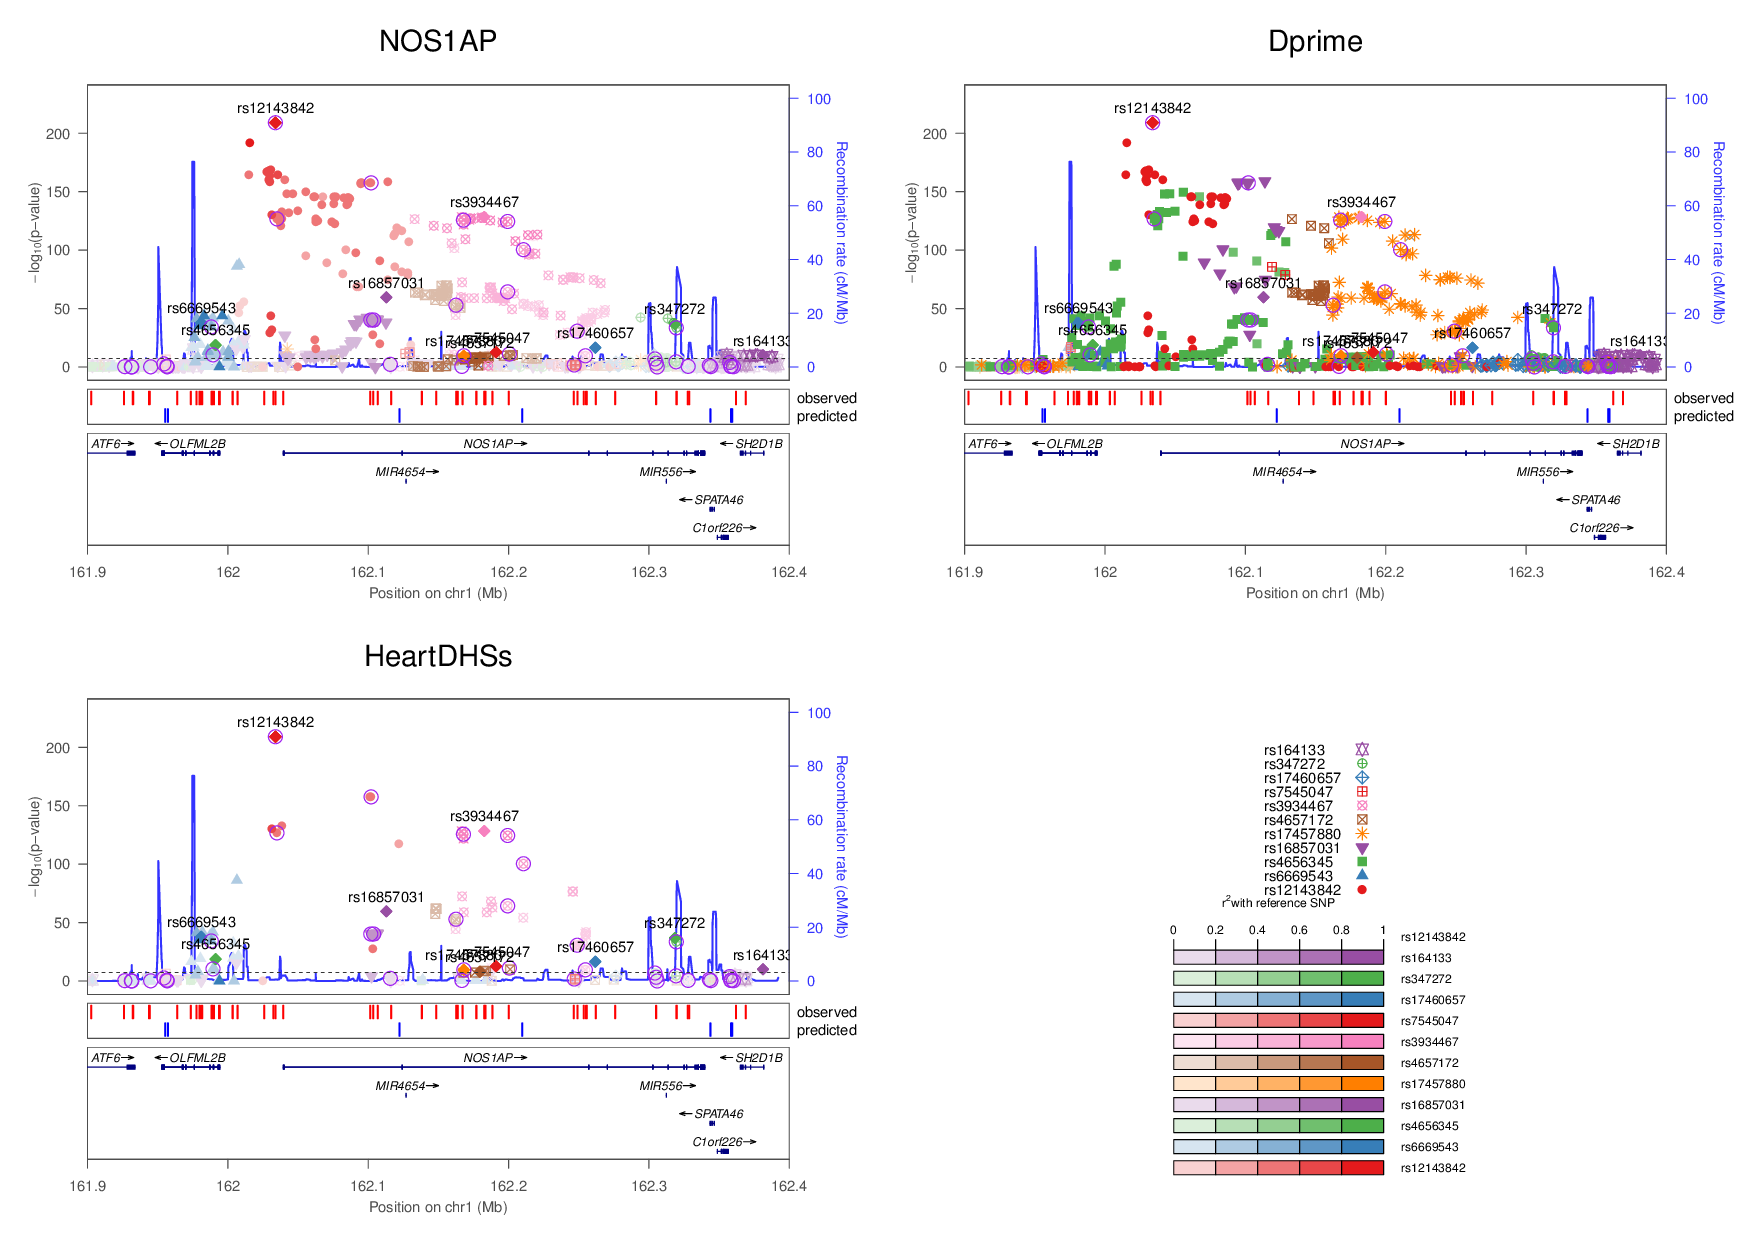 NOS1AP
rs12143842
rs3934467
rs16857031
rs6669543
rs4656345
rs7545047
rs17460657
rs347272
rs164133
200
150
100
50
0
−log10(p−value)
100
80
60
40
20
0
Recombination rate (cM/Mb)
observed
predicted
ATF6→
←OLFML2B
NOS1AP→
←SH2D1B
MIR4654→
MIR556→
←SPATA46
C1orf226→
161.9
162
162.1
162.2
162.3
162.4
Position on chr1 (Mb)
Dprime
rs12143842
rs3934467
rs16857031
rs6669543
rs4656345
rs7545047
rs17460657
rs347272
rs164133
200
150
100
50
0
−log10(p−value)
100
80
60
40
20
0
Recombination rate (cM/Mb)
observed
predicted
ATF6→
←OLFML2B
NOS1AP→
←SH2D1B
MIR4654→
MIR556→
←SPATA46
C1orf226→
161.9
162
162.1
162.2
162.3
162.4
Position on chr1 (Mb)
HeartDHSs
rs12143842
rs3934467
rs16857031
rs6669543
rs4656345
rs7545047
rs17460657
rs347272
rs164133
200
150
100
50
0
−log10(p−value)
100
80
60
40
20
0
Recombination rate (cM/Mb)
observed
predicted
ATF6→
←OLFML2B
NOS1AP→
←SH2D1B
MIR4654→
MIR556→
←SPATA46
C1orf226→
161.9
162
162.1
162.2
162.3
162.4
Position on chr1 (Mb)
rs164133
rs347272
rs17460657
rs7545047
rs3934467
rs4657172
rs17457880
rs16857031
rs4656345
rs6669543
rs12143842
r2with reference SNP
0 0.2 0.4 0.6 0.8 1
rs12143842
rs164133
rs347272
rs17460657
rs7545047
rs3934467
rs4657172
rs17457880
rs16857031
rs4656345
rs6669543
rs12143842